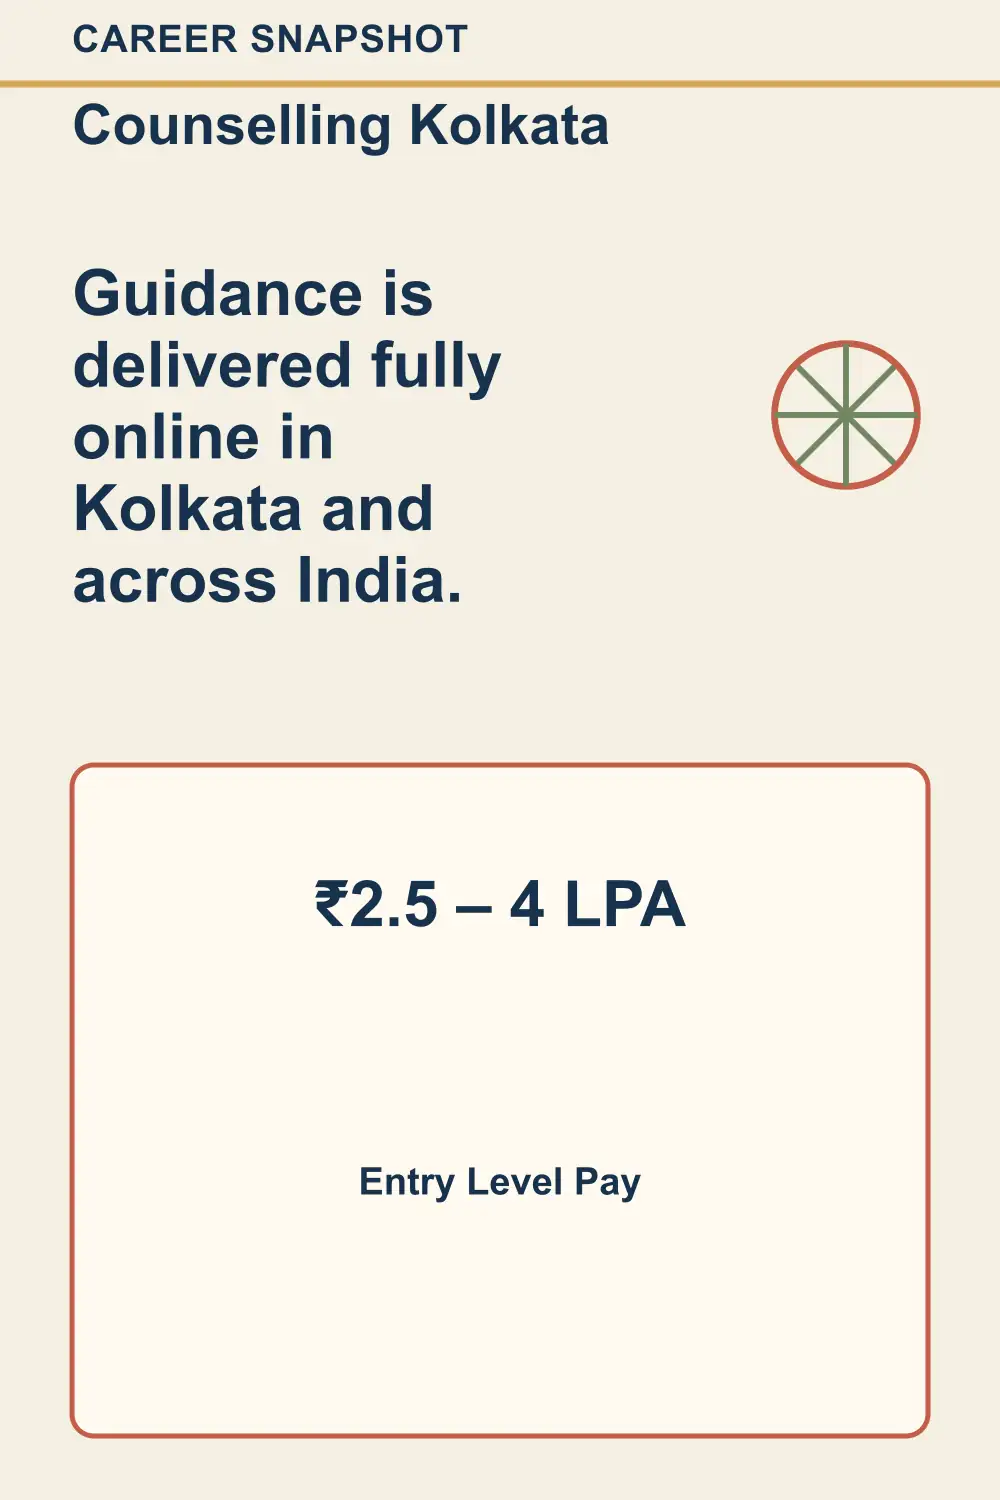 CAREER SNAPSHOT
Counselling Kolkata
Guidance is
delivered fully
online in
Kolkata and
across India.
₹2.5 – 4 LPA
Entry Level Pay